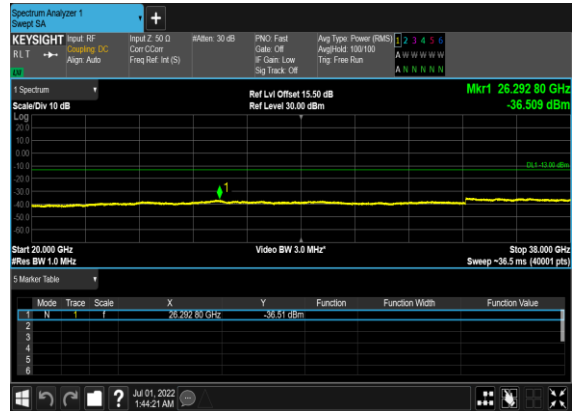 Spectrum Analyzer 1
Swept SA
+
KEYSIGHT Input: RF Input Z: 50 Ω #Atten: 30 dB PNO: Fast Avg Type: Power (RMS) 1 2 3 4 5 6
RLT Coupling: DC Corr CCorr Gate: Off Avg|Hold: 100/100 A W W W W W
Align: Auto Freq Ref: Int (S) IF Gain: Low Trig: Free Run
Sig Track: Off A N N N N N
1 Spectrum Ref Lvl Offset 15.50 dB Mkr1 26.292 80 GHz
Scale/Div 10 dB Ref Level 30.00 dBm -36.509 dBm
Log
20.0
10.0
0.00
-10.0 DL1 -13.00 dBm
-20.0
-30.0 1
-40.0
-50.0
-60.0
Start 20.000 GHz Video BW 3.0 MHz* Stop 38.000 GHz
#Res BW 1.0 MHz Sweep ~36.5 ms (40001 pts)
5 Marker Table
Mode Trace Scale X Y Function Function Width Function Value
1 N 1 f 26.292 80 GHz -36.51 dBm
2
3
4
5
6
? Jul 01, 2022
1:44:21 AM